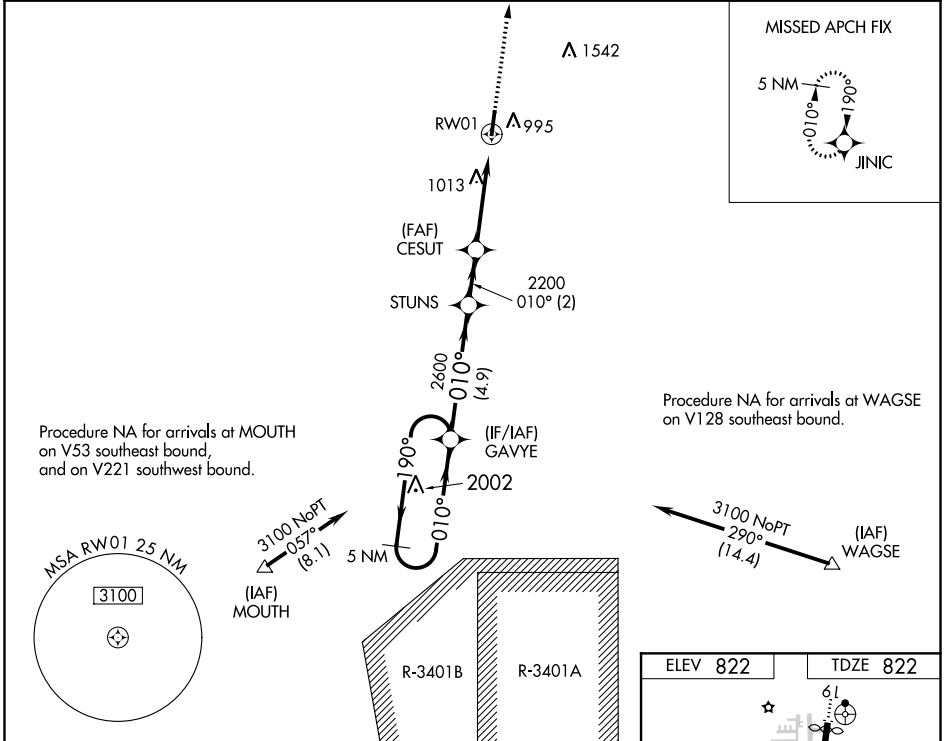 MISSED APCH FIX
5 NM
010°
190°
JINIC
1542
RW01
995
1013
(FAF)
CESUT
2200
010° (2)
STUNS
2600
010°
(4.9)
(IF/IAF)
GAVYE
190°
010°
2002
5 NM
Procedure NA for arrivals at MOUTH
on V53 southeast bound,
and on V221 southwest bound.
Procedure NA for arrivals at WAGSE
on V128 southeast bound.
3100 NoPT
057°
(8.1)
(IAF)
MOUTH
3100 NoPT
290°
(14.4)
(IAF)
WAGSE
MSA RW01 25 NM
3100
R-3401B
R-3401A
ELEV 822
TDZE 822
19